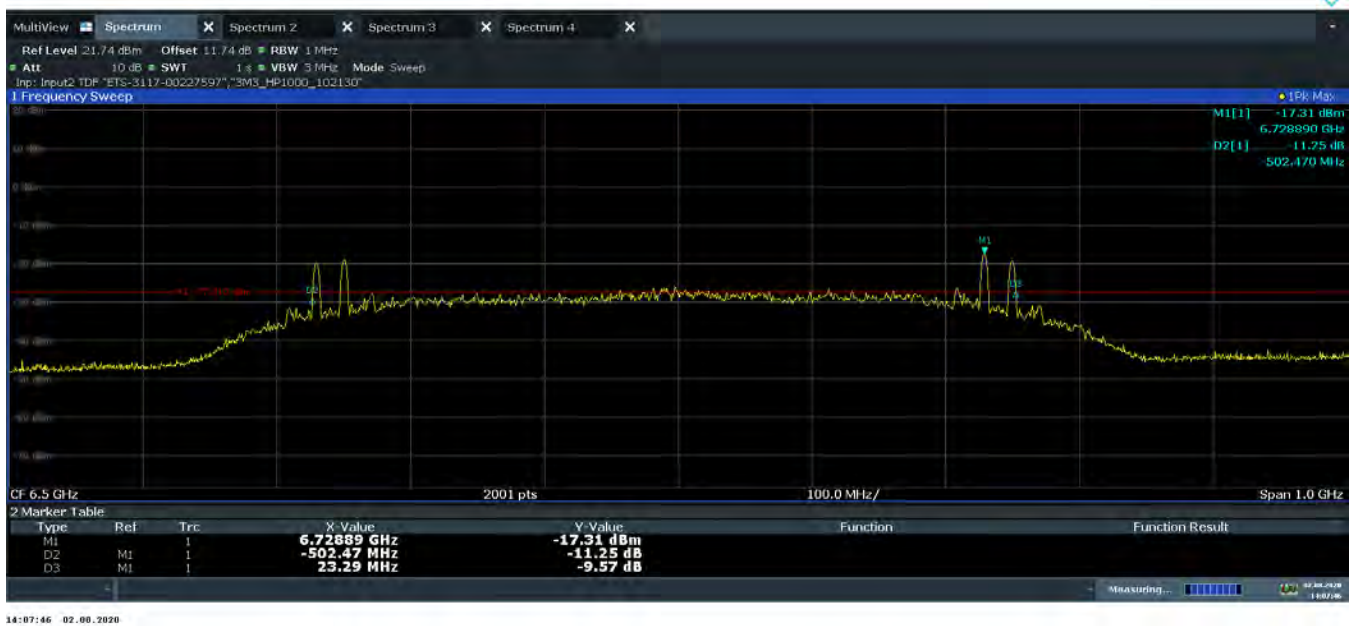 MultiView Spectrum X Spectrum 2 X Spectrum 3 X Spectrum 4 X
Ref Level 21.74 dBm Offset 11.74 dB RBW 1 MHz
Att 10 dB SWT 1 s VBW 3 MHz Mode Sweep
Inp: Input2 TDF "ETS-3117-00227597","3M3_HP1000_102130"
1 Frequency Sweep 1Pk Max
M1[1] -17.31 dBm
6.728890 GHz
D2[1] -11.25 dB
-502.470 MHz
M1
D2
D3
CF 6.5 GHz 2001 pts 100.0 MHz/ Span 1.0 GHz
2 Marker Table
Type Ref Trc X-Value Y-Value Function Function Result
M1 1 6.72889 GHz -17.31 dBm
D2 M1 1 -502.47 MHz -11.25 dB
D3 M1 1 23.29 MHz -9.57 dB
Measuring...
14:07:46
14:07:46 02.08.2020